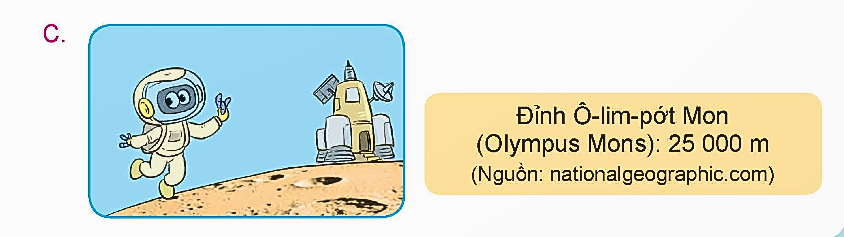 C.
Đỉnh Ô-lim-pớt Mon
(Olympus Mons): 25 000 m
(Nguồn: nationalgeographic.com)